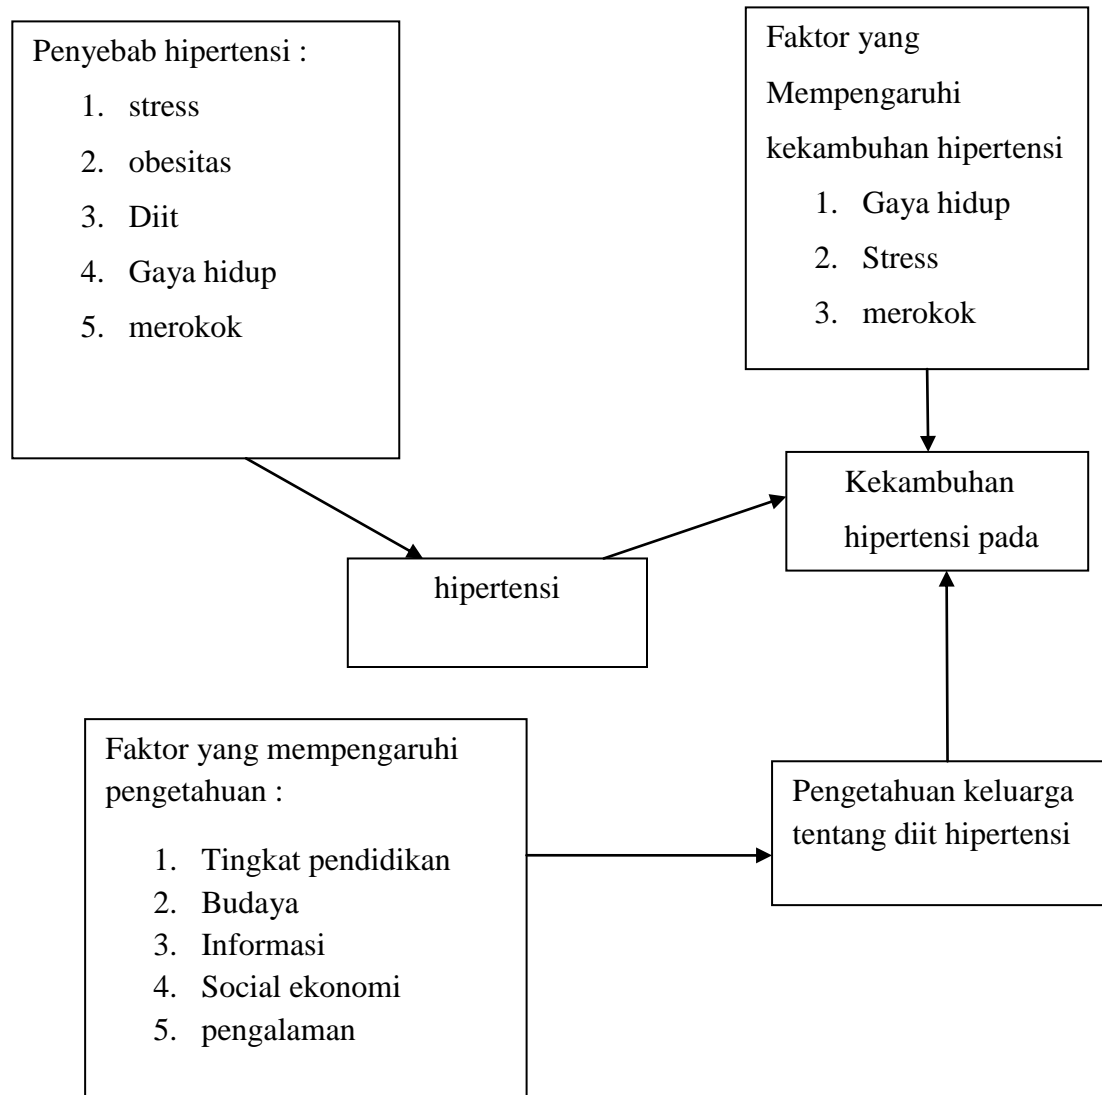 Penyebab hipertensi :
1. stress
2. obesitas
3. Diit
4. Gaya hidup
5. merokok
Faktor yang
Mempengaruhi
kekambuhan hipertensi
1. Gaya hidup
2. Stress
3. merokok
Kekambuhan
hipertensi pada
hipertensi
Faktor yang mempengaruhi
pengetahuan :
1. Tingkat pendidikan
2. Budaya
3. Informasi
4. Social ekonomi
5. pengalaman
Pengetahuan keluarga
tentang diit hipertensi